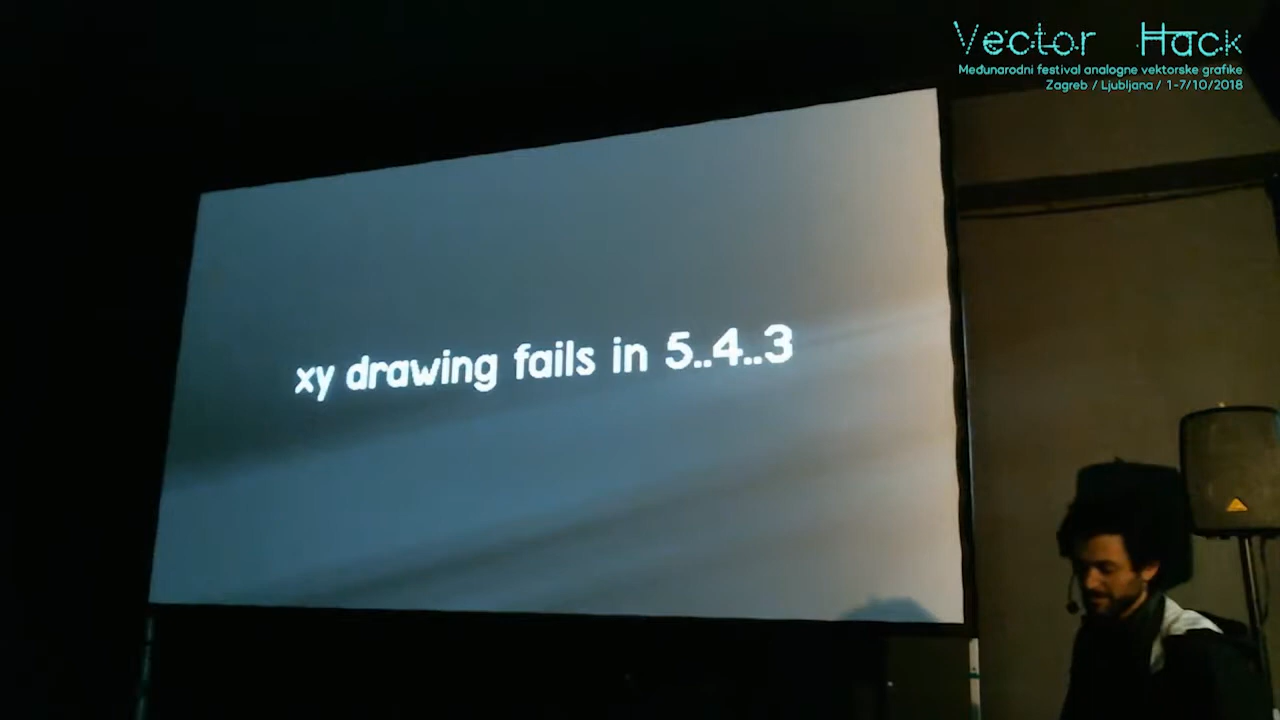 Vector Hack
Međunarodni festival analogne vektorske grafike
Zagreb / Ljubljana / 1-7/10/2018
xy drawing fails in 5..4..3